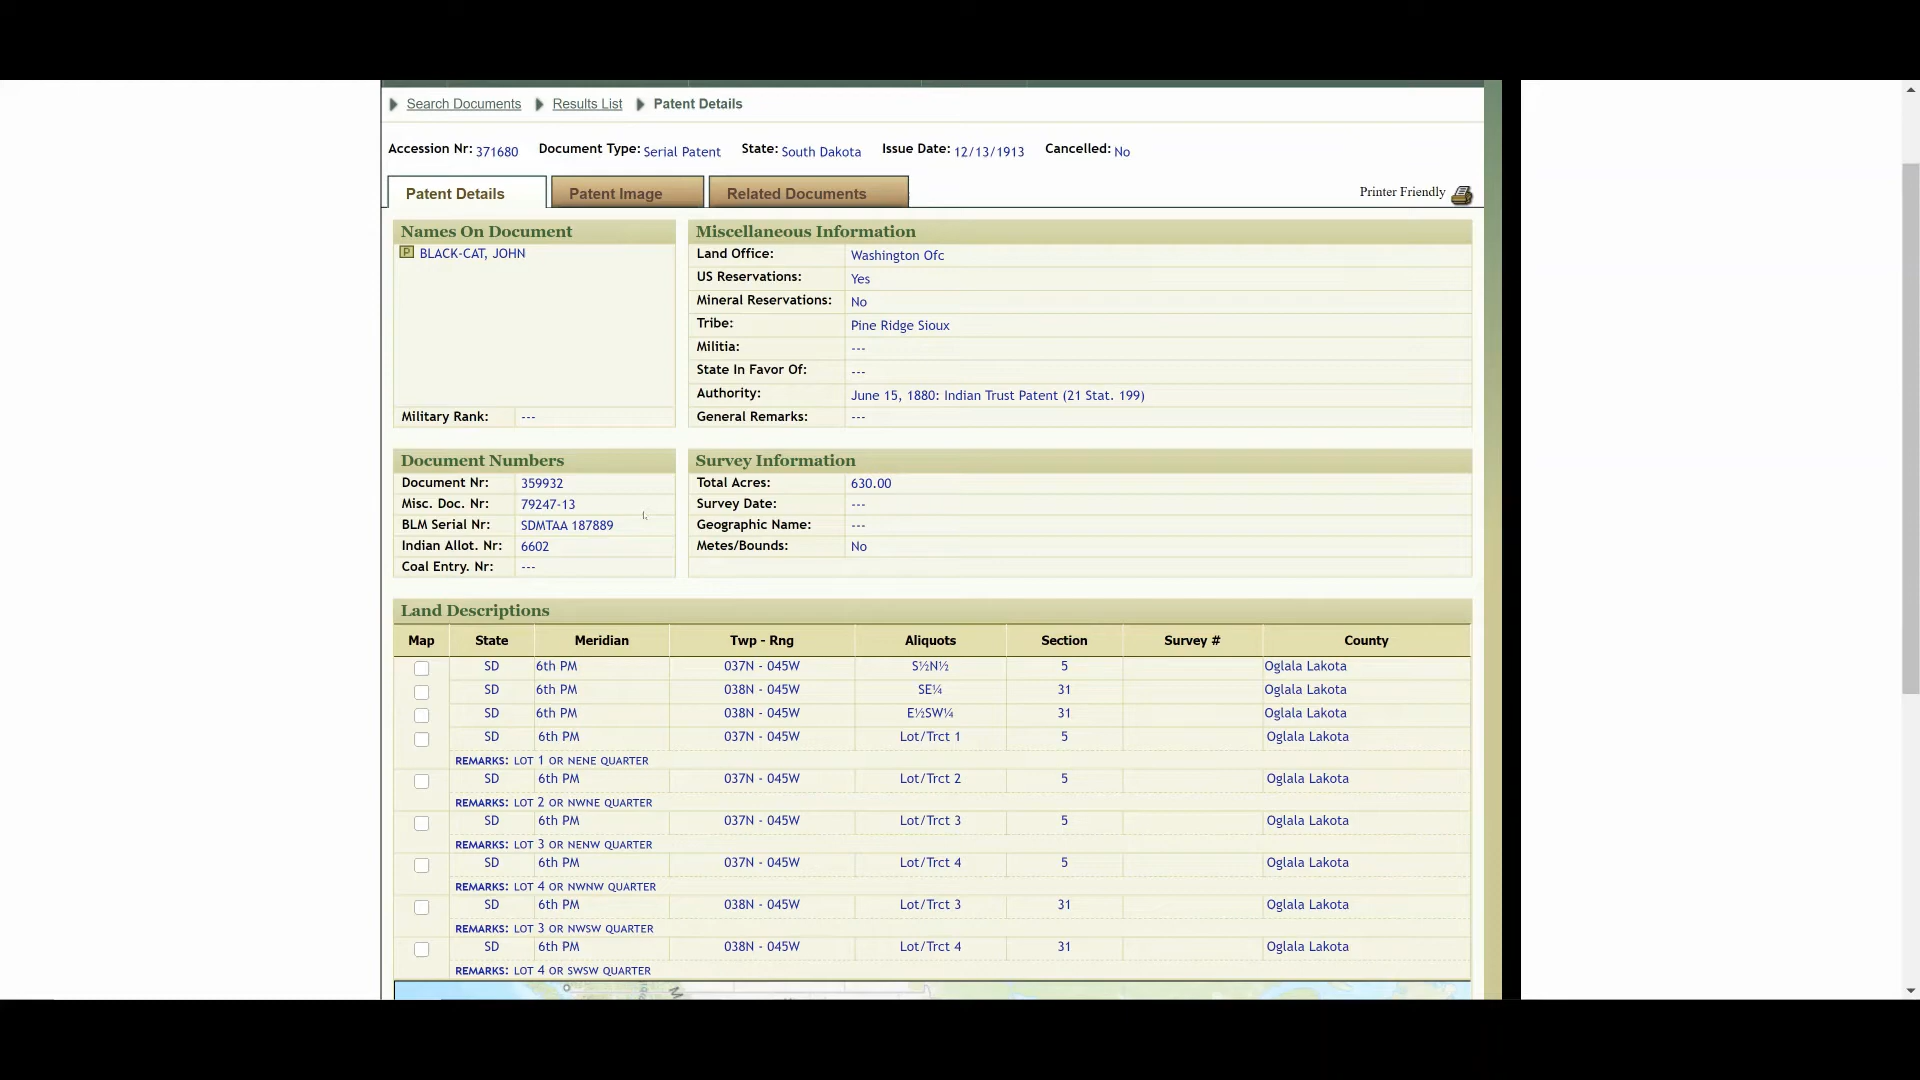 Search Documents Results List Patent Details
Accession Nr: 371680 Document Type: Serial Patent State: South Dakota Issue Date: 12/13/1913 Cancelled: No
Patent Details Patent Image Related Documents Printer Friendly
Names On Document
P BLACK-CAT, JOHN
Military Rank: ---
Miscellaneous Information
Land Office: Washington Ofc
US Reservations: Yes
Mineral Reservations: No
Tribe: Pine Ridge Sioux
Militia: ---
State In Favor Of: ---
Authority: June 15, 1880: Indian Trust Patent (21 Stat. 199)
General Remarks: ---
Document Numbers
Document Nr: 359932
Misc. Doc. Nr: 79247-13
BLM Serial Nr: SDMTAA 187889
Indian Allot. Nr: 6602
Coal Entry. Nr: ---
Survey Information
Total Acres: 630.00
Survey Date: ---
Geographic Name: ---
Metes/Bounds: No
Land Descriptions
Map State Meridian Twp - Rng Aliquots Section Survey # County
SD 6th PM 037N - 045W S½N½ 5 Oglala Lakota
SD 6th PM 038N - 045W SE¼ 31 Oglala Lakota
SD 6th PM 038N - 045W E½SW¼ 31 Oglala Lakota
SD 6th PM 037N - 045W Lot/Trct 1 5 Oglala Lakota
REMARKS: LOT 1 OR NENE QUARTER
SD 6th PM 037N - 045W Lot/Trct 2 5 Oglala Lakota
REMARKS: LOT 2 OR NWNE QUARTER
SD 6th PM 037N - 045W Lot/Trct 3 5 Oglala Lakota
REMARKS: LOT 3 OR NENW QUARTER
SD 6th PM 037N - 045W Lot/Trct 4 5 Oglala Lakota
REMARKS: LOT 4 OR NWNW QUARTER
SD 6th PM 038N - 045W Lot/Trct 3 31 Oglala Lakota
REMARKS: LOT 3 OR NWSW QUARTER
SD 6th PM 038N - 045W Lot/Trct 4 31 Oglala Lakota
REMARKS: LOT 4 OR SWSW QUARTER